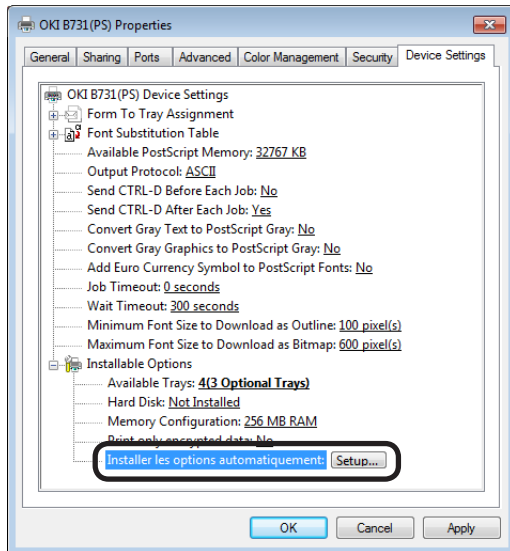 OKI B731(PS) Properties
General Sharing Ports Advanced Color Management Security Device Settings
OKI B731(PS) Device Settings
Form To Tray Assignment
Font Substitution Table
Available PostScript Memory: 32767 KB
Output Protocol: ASCII
Send CTRL-D Before Each Job: No
Send CTRL-D After Each Job: Yes
Convert Gray Text to PostScript Gray: No
Convert Gray Graphics to PostScript Gray: No
Add Euro Currency Symbol to PostScript Fonts: No
Job Timeout: 0 seconds
Wait Timeout: 300 seconds
Minimum Font Size to Download as Outline: 100 pixel(s)
Maximum Font Size to Download as Bitmap: 600 pixel(s)
Installable Options
Available Trays: 4(3 Optional Trays)
Hard Disk: Not Installed
Memory Configuration: 256 MB RAM
Print only encrypted data: No
Installer les options automatiquement: Setup...
OK Cancel Apply